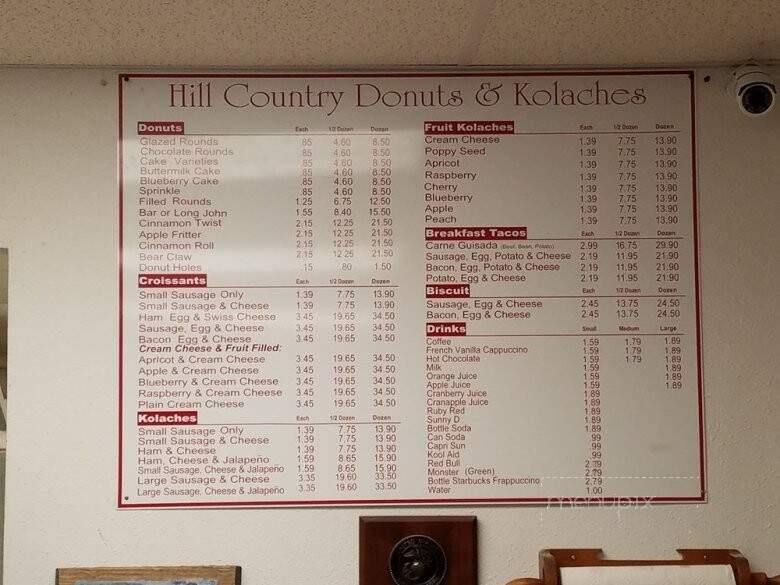 Hill Country Donuts & Kolaches
Donuts Each 1/2 Dozen Dozen
Glazed Rounds .85 4.60 8.50
Chocolate Rounds .85 4.60 8.50
Cake Varieties .85 4.60 8.50
Buttermilk Cake .85 4.60 8.50
Blueberry Cake .85 4.60 8.50
Sprinkle .85 4.60 8.50
Filled Rounds 1.25 6.75 12.50
Bar or Long John 1.55 8.40 15.50
Cinnamon Twist 2.15 12.25 21.50
Apple Fritter 2.15 12.25 21.50
Cinnamon Roll 2.15 12.25 21.50
Bear Claw 2.15 12.25 21.50
Donut Holes .15 .80 1.50
Croissants Each 1/2 Dozen Dozen
Small Sausage Only 1.39 7.75 13.90
Small Sausage & Cheese 1.39 7.75 13.90
Ham, Egg & Swiss Cheese 3.45 19.65 34.50
Sausage, Egg & Cheese 3.45 19.65 34.50
Bacon Egg & Cheese 3.45 19.65 34.50
Cream Cheese & Fruit Filled:
Apricot & Cream Cheese 3.45 19.65 34.50
Apple & Cream Cheese 3.45 19.65 34.50
Blueberry & Cream Cheese 3.45 19.65 34.50
Raspberry & Cream Cheese 3.45 19.65 34.50
Plain Cream Cheese 3.45 19.65 34.50
Kolaches Each 1/2 Dozen Dozen
Small Sausage Only 1.39 7.75 13.90
Small Sausage & Cheese 1.39 7.75 13.90
Ham & Cheese 1.39 7.75 13.90
Ham, Cheese & Jalapeño 1.59 8.65 15.90
Small Sausage, Cheese & Jalapeño 1.59 8.65 15.90
Large Sausage & Cheese 3.35 19.60 33.50
Large Sausage, Cheese & Jalapeño 3.35 19.60 33.50
Fruit Kolaches Each 1/2 Dozen Dozen
Cream Cheese 1.39 7.75 13.90
Poppy Seed 1.39 7.75 13.90
Apricot 1.39 7.75 13.90
Raspberry 1.39 7.75 13.90
Cherry 1.39 7.75 13.90
Blueberry 1.39 7.75 13.90
Apple 1.39 7.75 13.90
Peach 1.39 7.75 13.90
Breakfast Tacos Each 1/2 Dozen Dozen
Carne Guisada (Beef, Bean, Potato) 2.99 16.75 29.90
Sausage, Egg, Potato & Cheese 2.19 11.95 21.90
Bacon, Egg, Potato & Cheese 2.19 11.95 21.90
Potato, Egg & Cheese 2.19 11.95 21.90
Biscuit Each 1/2 Dozen Dozen
Sausage, Egg & Cheese 2.45 13.75 24.50
Bacon, Egg & Cheese 2.45 13.75 24.50
Drinks Small Medium Large
Coffee 1.59 1.79 1.89
French Vanilla Cappuccino 1.59 1.79 1.89
Hot Chocolate 1.59 1.79 1.89
Milk 1.59 1.89
Orange Juice 1.59 1.89
Apple Juice 1.59 1.89
Cranberry Juice 1.89
Cranapple Juice 1.89
Ruby Red 1.89
Sunny D 1.89
Bottle Soda 1.89
Can Soda .99
Capri Sun .99
Kool Aid .99
Red Bull
Monster (Green)
Bottle Starbucks Frappuccino 2.79
Water 1.00
menupix